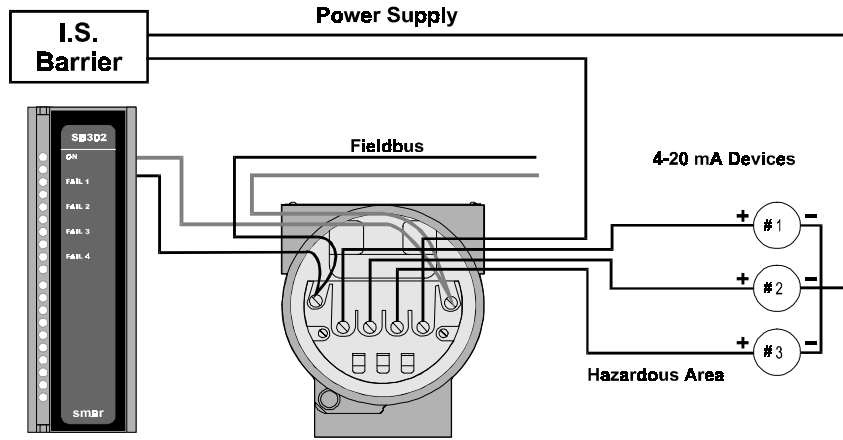 Power Supply
I.S.
Barrier
SB302
ON
FAIL 1
FAIL 2
FAIL 3
FAIL 4
smar
Fieldbus
4-20 mA Devices
+ #1 -
+ #2 -
+ #3 -
Hazardous Area